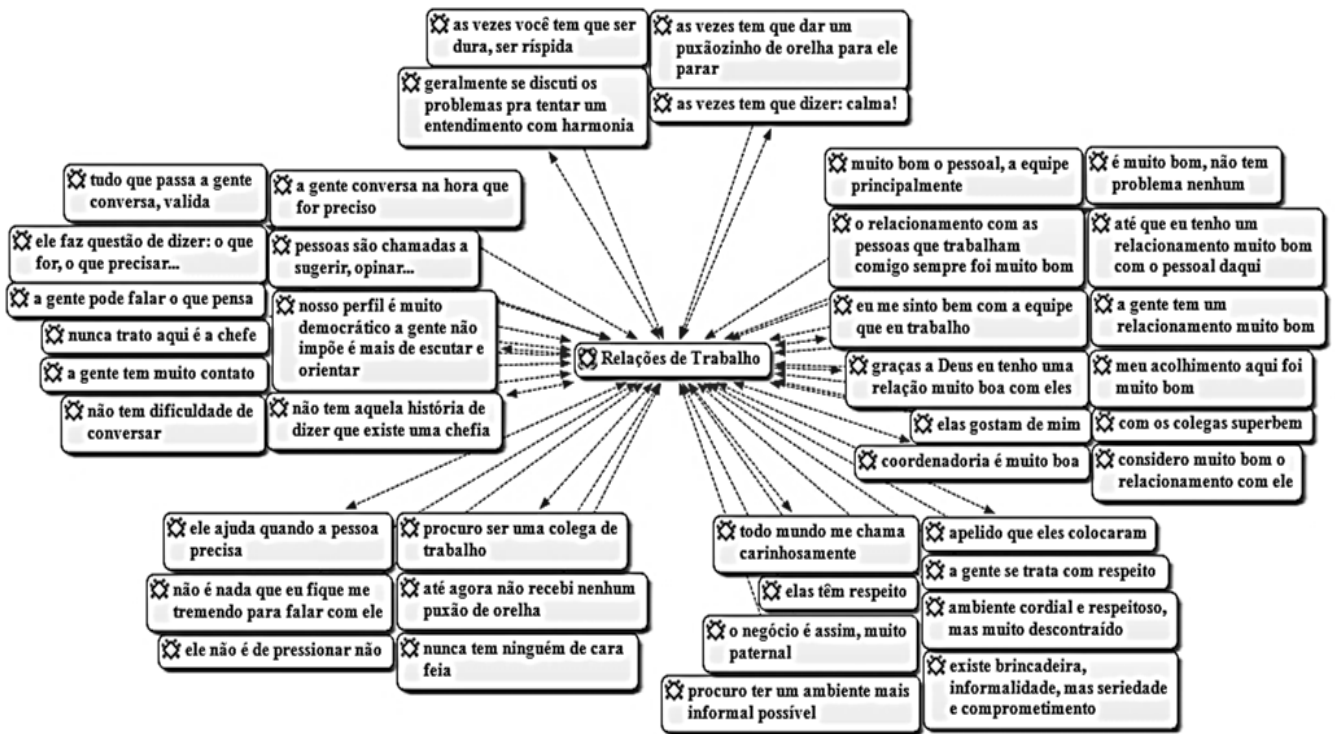 as vezes você tem que ser
dura, ser ríspida
geralmente se discuti os
problemas pra tentar um
entendimento com harmonia
as vezes tem que dar um
puxãozinho de orelha para ele
parar
as vezes tem que dizer: calma!
tudo que passa a gente
conversa, valida
ele faz questão de dizer: o que
for, o que precisar...
a gente pode falar o que pensa
nunca trato aqui é a chefe
a gente tem muito contato
não tem dificuldade de
conversar
a gente conversa na hora que
for preciso
pessoas são chamadas a
sugerir, opinar...
nosso perfil é muito
democrático a gente não
impõe é mais de escutar e
orientar
não tem aquela história de
dizer que existe uma chefia
Relações de Trabalho
muito bom o pessoal, a equipe
principalmente
o relacionamento com as
pessoas que trabalham
comigo sempre foi muito bom
eu me sinto bem com a equipe
que eu trabalho
graças a Deus eu tenho uma
relação muito boa com eles
elas gostam de mim
coordenadoria é muito boa
é muito bom, não tem
problema nenhum
até que eu tenho um
relacionamento muito bom
com o pessoal daqui
a gente tem um
relacionamento muito bom
meu acolhimento aqui foi
muito bom
com os colegas superbem
considero muito bom o
relacionamento com ele
ele ajuda quando a pessoa
precisa
não é nada que eu fique me
tremendo para falar com ele
ele não é de pressionar não
procuro ser uma colega de
trabalho
até agora não recebi nenhum
puxão de orelha
nunca tem ninguém de cara
feia
todo mundo me chama
carinhosamente
elas têm respeito
o negócio é assim, muito
paternal
procuro ter um ambiente mais
informal possível
apelido que eles colocaram
a gente se trata com respeito
ambiente cordial e respeitoso,
mas muito descontraído
existe brincadeira,
informalidade, mas seriedade
e comprometimento